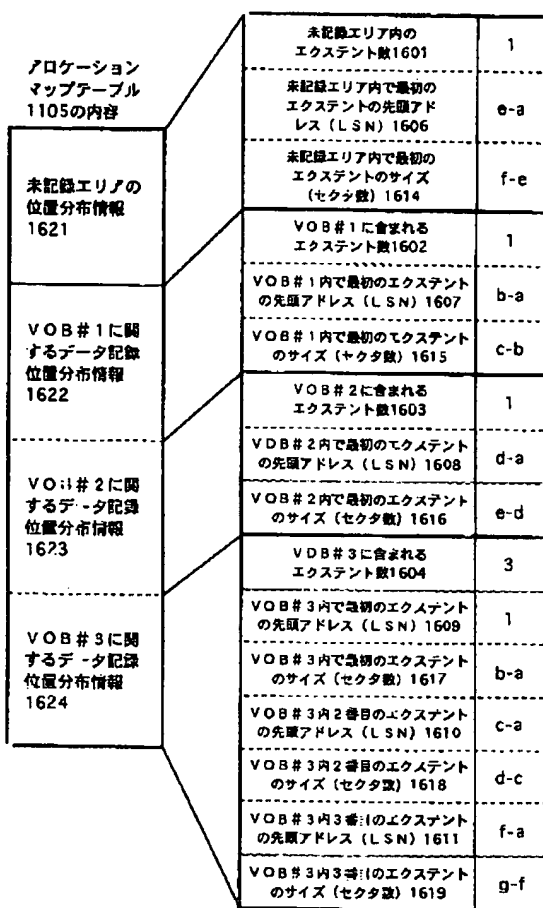 アロケーション
マップテーブル
1105の内容
未記録エリアの
位置分布情報
1621
VOB#1に関
するデータ記録
位置分布情報
1622
VOB#2に関
するデータ記録
位置分布情報
1623
VOB#3に関
するデータ記録
位置分布情報
1624
未記録エリア内の
エクステント数1601
1
未記録エリア内で最初の
エクステントの先頭アド
レス(LSN)1606
e-a
未記録エリア内で最初の
エクステントのサイズ
(セクタ数)1614
f-e
VOB#1に含まれる
エクステント数1602
1
VOB#1内で最初のエクステント
の先頭アドレス(LSN)1607
b-a
VOB#1内で最初のエクステント
のサイズ(セクタ数)1615
c-b
VOB#2に含まれる
エクステント数1603
1
VOB#2内で最初のエクステント
の先頭アドレス(LSN)1608
d-a
VOB#2内で最初のエクステント
のサイズ(セクタ数)1616
e-d
VOB#3に含まれる
エクステント数1604
3
VOB#3内で最初のエクステント
の先頭アドレス(LSN)1609
1
VOB#3内で最初のエクステント
のサイズ(セクタ数)1617
b-a
VOB#3内2番目のエクステント
の先頭アドレス(LSN)1610
c-a
VOB#3内2番目のエクステント
のサイズ(セクタ数)1618
d-c
VOB#3内3番目のエクステント
の先頭アドレス(LSN)1611
f-a
VOB#3内3番目のエクステント
のサイズ(セクタ数)1619
g-f